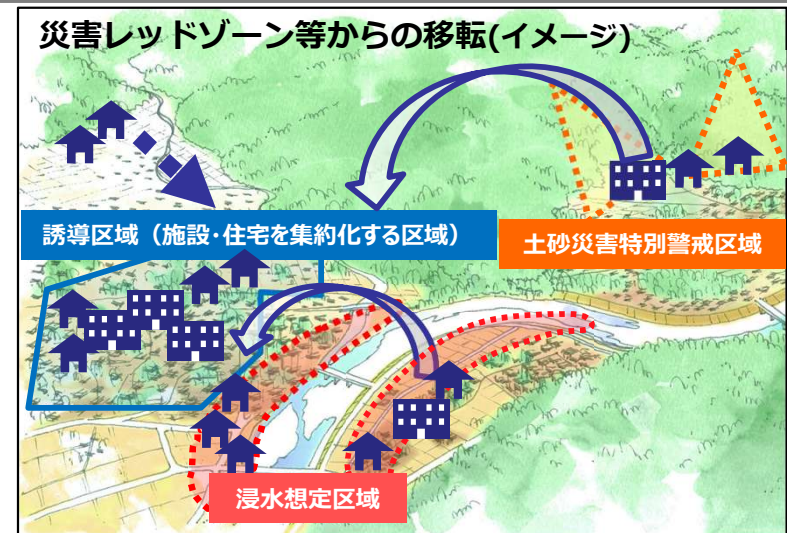 災害レッドゾーン等からの移転(イメージ)
誘導区域（施設・住宅を集約化する区域）
土砂災害特別警戒区域
浸水想定区域